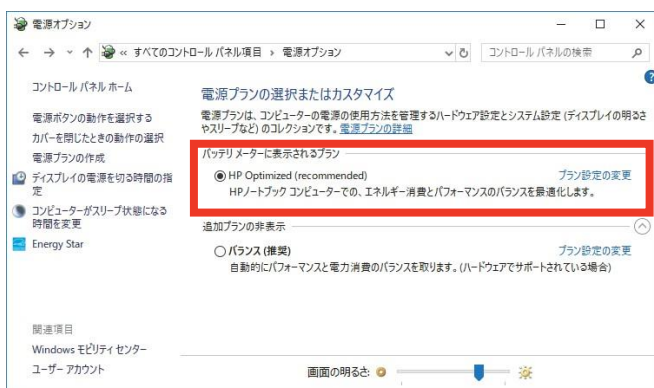 電源オプション
« すべてのコントロール パネル項目 › 電源オプション
コントロール パネルの検索
コントロール パネル ホーム
電源ボタンの動作を選択する
カバーを閉じたときの動作の選択
電源プランの作成
ディスプレイの電源を切る時間の指
定
コンピューターがスリープ状態になる
時間を変更
Energy Star
関連項目
Windows モビリティ センター
ユーザー アカウント
電源プランの選択またはカスタマイズ
電源プランは、コンピューターの電源の使用方法を管理するハードウェア設定とシステム設定 (ディスプレイの明るさ
やスリープなど) のコレクションです。電源プランの詳細
バッテリ メーターに表示されるプラン
HP Optimized (recommended) プラン設定の変更
HPノートブック コンピューターでの、エネルギー消費とパフォーマンスのバランスを最適化します。
追加プランの非表示
バランス (推奨) プラン設定の変更
自動的にパフォーマンスと電力消費のバランスを取ります。(ハードウェアでサポートされている場合)
画面の明るさ: